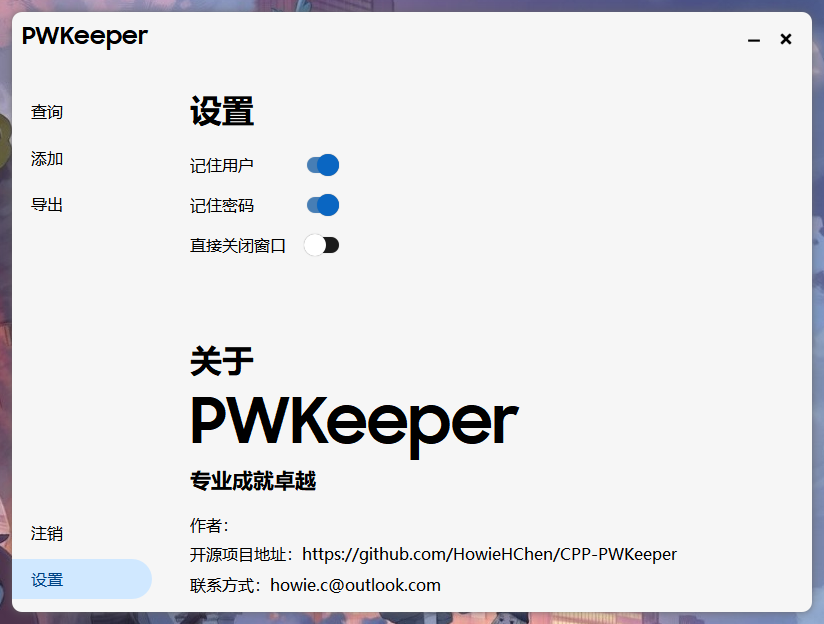 PWKeeper
查询
添加
导出
注销
设置
设置
记住用户
记住密码
直接关闭窗口
关于
PWKeeper
专业成就卓越
作者：
开源项目地址：https://github.com/HowieHChen/CPP-PWKeeper
联系方式：howie.c@outlook.com